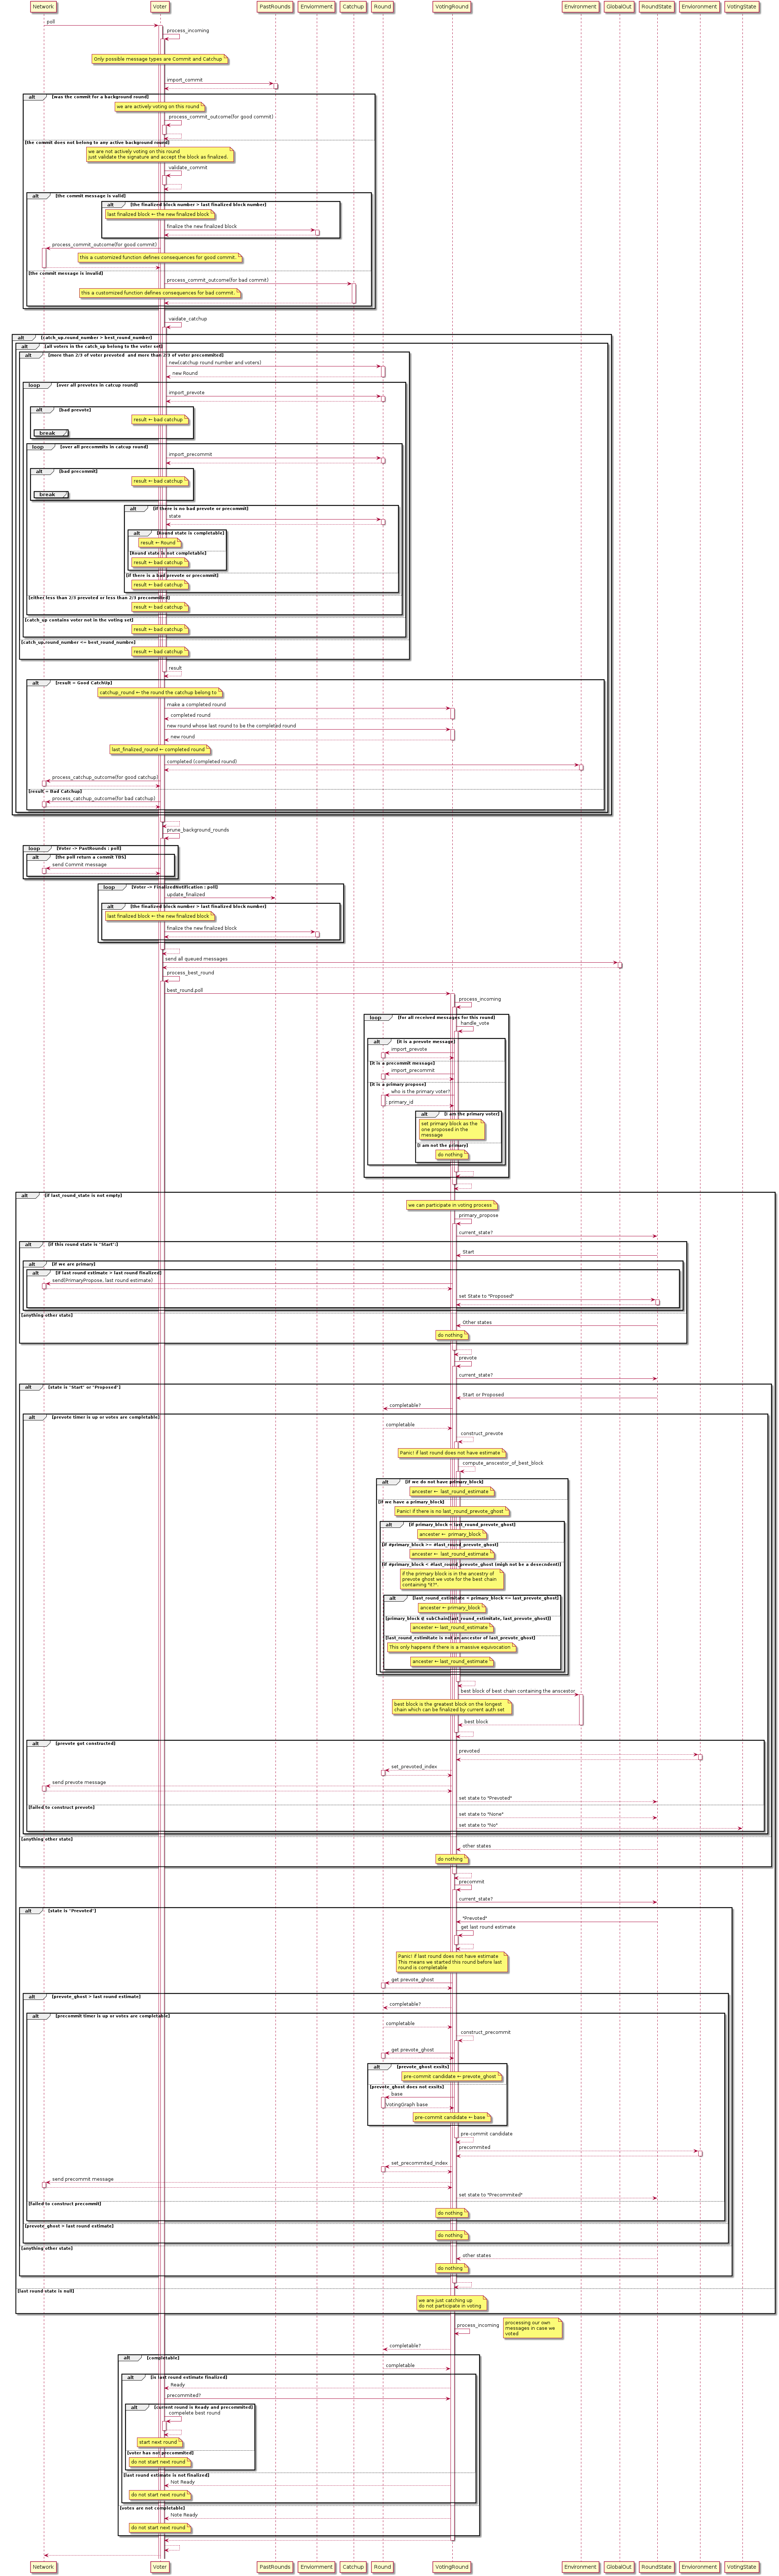 Network Voter PastRounds Enviornment Catchup Round VotingRound Environment GlobalOut RoundState Envioronment VotingState
poll
process_incoming
Only possible message types are Commit and Catchup
import_commit
alt [was the commit for a background round]
we are actively voting on this round
process_commit_outcome(for good commit)
[the commit does not belong to any active background round]
we are not actively voting on this round
just validate the signature and accept the block as finalized.
validate_commit
alt [the commit message is valid]
alt [the finalized block number > last finalized block number]
last finalized block ← the new finalized block
finalize the new finalized block
process_commit_outcome(for good commit)
this a customized function defines consequences for good commit.
[the commit message is invalid]
process_commit_outcome(for bad commit)
this a customized function defines consequences for bad commit.
vaidate_catchup
alt [catch_up.round_number > best_round_number]
alt [all voters in the catch_up belong to the voter set]
alt [more than 2/3 of voter prevoted and more than 2/3 of voter precommited]
new(catchup round number and voters)
new Round
loop [over all prevotes in catcup round]
import_prevote
alt [bad prevote]
result ← bad catchup
break
loop [over all precommits in catcup round]
import_precommit
alt [bad precommit]
result ← bad catchup
break
alt [if there is no bad prevote or precommit]
state
alt [Round state is completable]
result ← Round
[Round state is not completable]
result ← bad catchup
[if there is a bad prevote or precommit]
result ← bad catchup
[either less than 2/3 prevoted or less than 2/3 precommited]
result ← bad catchup
[catch_up contains voter not in the voting set]
result ← bad catchup
[catch_up.round_number <= best_round_numbre]
result ← bad catchup
result
alt [result = Good CatchUp]
catchup_round ← the round the catchup belong to
make a completed round
completed round
new round whose last round to be the completed round
new round
last_finalized_round ← completed round
completed (completed round)
process_catchup_outcome(for good catchup)
[result = Bad Catchup]
process_catchup_outcome(for bad catchup)
prune_background_rounds
loop [Voter -> PastRounds : poll]
alt [the poll return a commit TBS]
send Commit message
loop [Voter -> FinalizedNotification : poll]
update_finalized
alt [the finalized block number > last finalized block number]
last finalized block ← the new finalized block
finalize the new finalized block
send all queued messages
process_best_round
best_round.poll
process_incoming
loop [for all received messages for this round]
handle_vote
alt [it is a prevote message]
import_prevote
[it is a precommit message]
import_precommit
[it is a primary propose]
who is the primary voter?
primary_id
alt [I am the primary voter]
set primary block as the
one proposed in the
message
[I am not the primary]
do nothing
alt [if last_round_state is not empty]
we can participate in voting process
primary_propose
current_state?
alt [if this round state is "Start":]
Start
alt [if we are primary]
alt [if last round estimate > last round finalized]
send(PrimaryPropose, last round estmate)
set State to "Proposed"
[anything other state]
Other states
do nothing
prevote
current_state?
alt [state is "Start" or "Proposed"]
Start or Proposed
completable?
alt [prevote timer is up or votes are completable]
completable
construct_prevote
Panic! if last round does not have estimate
compute_anscestor_of_best_block
alt [if we do not have primary_block]
ancester ← last_round_estimate
[if we have a primary_block]
Panic! if there is no last_round_prevote_ghost
alt [if primary_block = last_round_prevote_ghost]
ancester ← primary_block
[if #primary_block >= #last_round_prevote_ghost]
ancester ← last_round_estimate
[if #primary_block < #last_round_prevote_ghost (migh not be a desecndent)]
if the primary block is in the ancestry of
prevote ghost we vote for the best chain
containing *it?*.
alt [last_round_estimate = primary_block == last_prevote_ghost]
ancester ← primary_block
[primary_block ∉ subChain(last_round_estimitate, last_prevote_ghost)]
ancester ← last_round_estimate
[last_round_estimitate is not an ancestor of last_prevote_ghost]
This only happens if there is a massive equivocation
ancester ← last_round_estimate
best block of best chain containing the anscestor
best block is the greatest block on the longest
chain which can be finalized by current auth set
best block
alt [prevote got constructed]
prevoted
set_prevoted_index
send prevote message
set state to "Prevoted"
[failed to construct prevote]
set state to "None"
set state to "No"
[anything other state]
other states
do nothing
precommit
current_state?
alt [state is "Prevoted"]
"Prevoted"
get last round estimate
Panic! if last round does not have estimate
This means we started this round before last
round is completable
get prevote_ghost
alt [prevote_ghost > last round estimate]
completable?
alt [precommit timer is up or votes are completable]
completable
construct_precommit
get prevote_ghost
alt [prevote_ghost exsits]
pre-commit candidate ← prevote_ghost
[prevote_ghost does not exsits]
base
VotingGraph base
pre-commit candidate ← base
pre-commit candidate
precommited
set_precommited_index
send precommit message
set state to "Precommited"
[failed to construct precommit]
do nothing
[prevote_ghost > last round estimate]
do nothing
[anything other state]
other states
do nothing
[last round state is null]
we are just catching up
do not participate in voting
process_incoming
processing our own
messages in case we
voted
completable?
alt [completable]
completable
alt [is last round estimate finalized]
Ready
precommited?
alt [current round is Ready and precommited]
compelete best round
start next round
[voter has not precommited]
do not start next round
[last round estimate is not finalized]
Not Ready
do not start next round
[votes are not completable]
Note Ready
do not start next round
Network Voter PastRounds Enviornment Catchup Round VotingRound Environment GlobalOut RoundState Envioronment VotingState